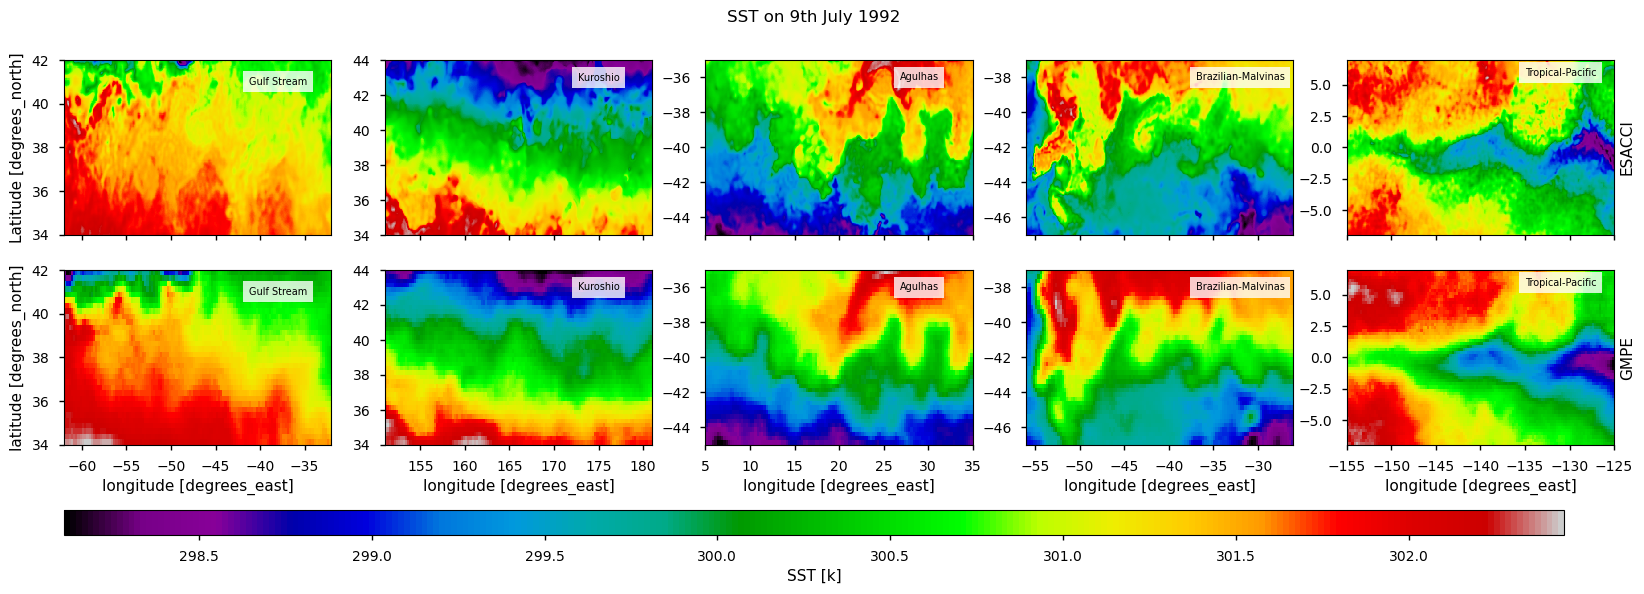 SST on 9th July 1992
Latitude [degrees_north]
42
40
38
36
34
Gulf Stream
44
42
40
38
36
34
Kuroshio
−36
−38
−40
−42
−44
Agulhas
−38
−40
−42
−44
−46
Brazilian-Malvinas
5.0
2.5
0.0
−2.5
−5.0
Tropical-Pacific
ESACCI
latitude [degrees_north]
42
40
38
36
34
Gulf Stream
44
42
40
38
36
34
Kuroshio
−36
−38
−40
−42
−44
Agulhas
−38
−40
−42
−44
−46
Brazilian-Malvinas
5.0
2.5
0.0
−2.5
−5.0
Tropical-Pacific
GMPE
−60 −55 −50 −45 −40 −35
155 160 165 170 175 180
5 10 15 20 25 30 35
−55 −50 −45 −40 −35 −30
−155 −150 −145 −140 −135 −130 −125
longitude [degrees_east]
longitude [degrees_east]
longitude [degrees_east]
longitude [degrees_east]
longitude [degrees_east]
298.5 299.0 299.5 300.0 300.5 301.0 301.5 302.0
SST [k]